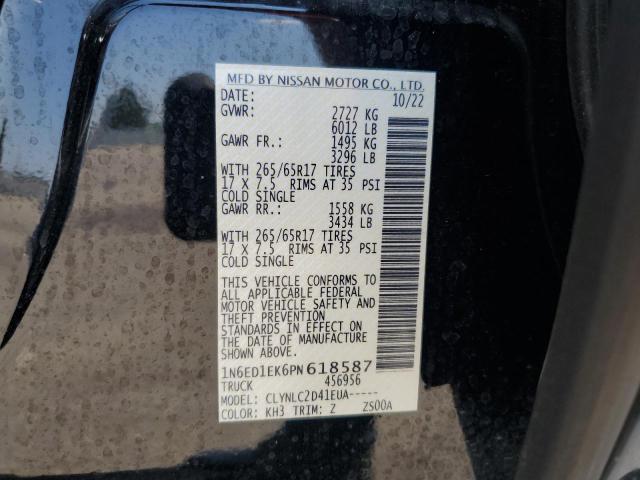 MFD BY NISSAN MOTOR CO., LTD.
DATE: 10/22
GVWR: 2727 KG
6012 LB
GAWR FR.: 1495 KG
3296 LB
WITH 265/65R17 TIRES
17 X 7.5 RIMS AT 35 PSI
COLD SINGLE
GAWR RR.: 1558 KG
3434 LB
WITH 265/65R17 TIRES
17 X 7.5 RIMS AT 35 PSI
COLD SINGLE
THIS VEHICLE CONFORMS TO
ALL APPLICABLE FEDERAL
MOTOR VEHICLE SAFETY AND
THEFT PREVENTION
STANDARDS IN EFFECT ON
THE DATE OF MANUFACTURE
SHOWN ABOVE.
1N6ED1EK6PN618587
TRUCK 456956
MODEL: CLYNLC2D41EUA-----
COLOR: KH3 TRIM: Z ZS00A